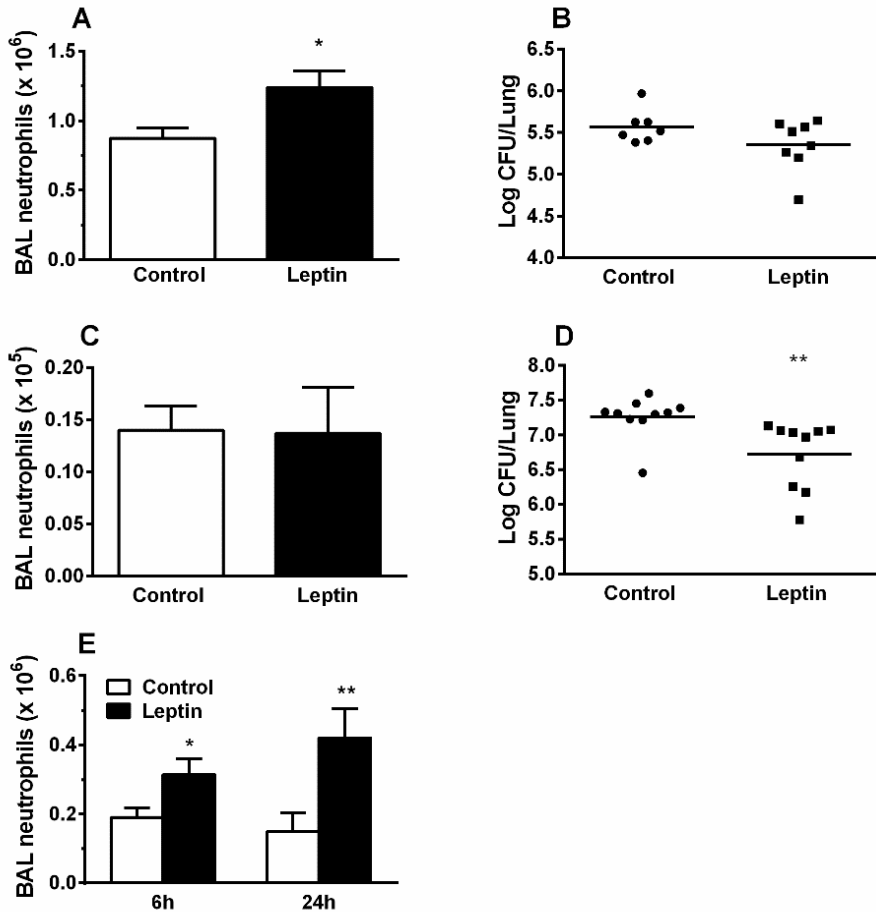 A
BAL neutrophils (x 10⁶)
*
1.5
1.0
0.5
0.0
Control Leptin
B
Log CFU/Lung
6.5
6.0
5.5
5.0
4.5
4.0
Control Leptin
C
BAL neutrophils (x 10⁵)
0.20
0.15
0.10
0.05
0.00
Control Leptin
D
Log CFU/Lung
**
8.0
7.5
7.0
6.5
6.0
5.5
5.0
Control Leptin
E
BAL neutrophils (x 10⁶)
0.6
0.4
0.2
0.0
Control
Leptin
* **
6h 24h